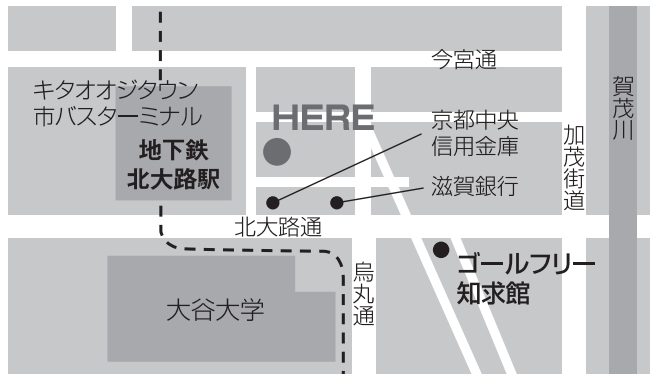 今宮通
キタオオジタウン
市バスターミナル
HERE
賀茂川
京都中央
信用金庫
加茂街道
地下鉄
北大路駅
滋賀銀行
北大路通
ゴールフリー
知求館
烏丸通
大谷大学